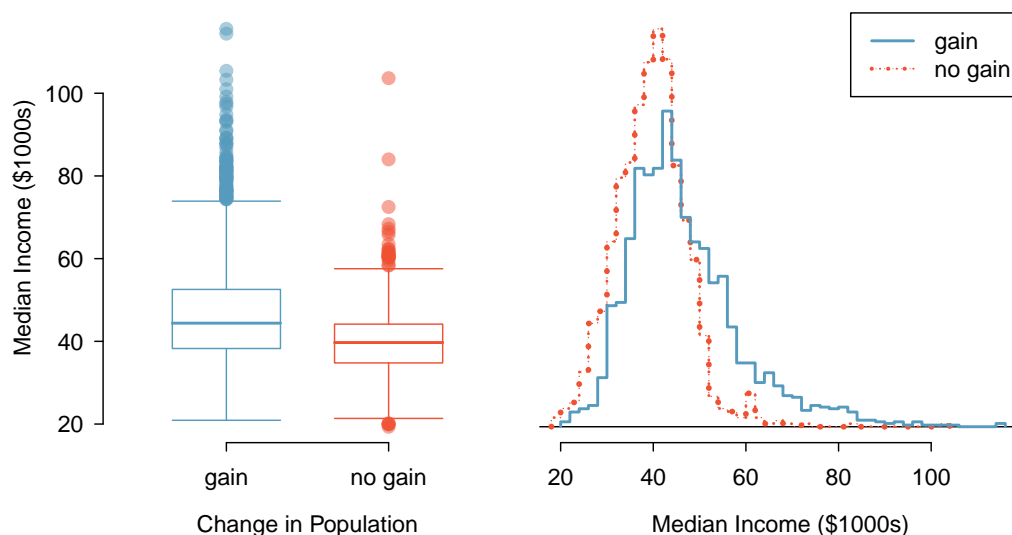 Median Income ($1000s)
100
80
60
40
20
gain
no gain
Change in Population
gain
no gain
20
40
60
80
100
Median Income ($1000s)